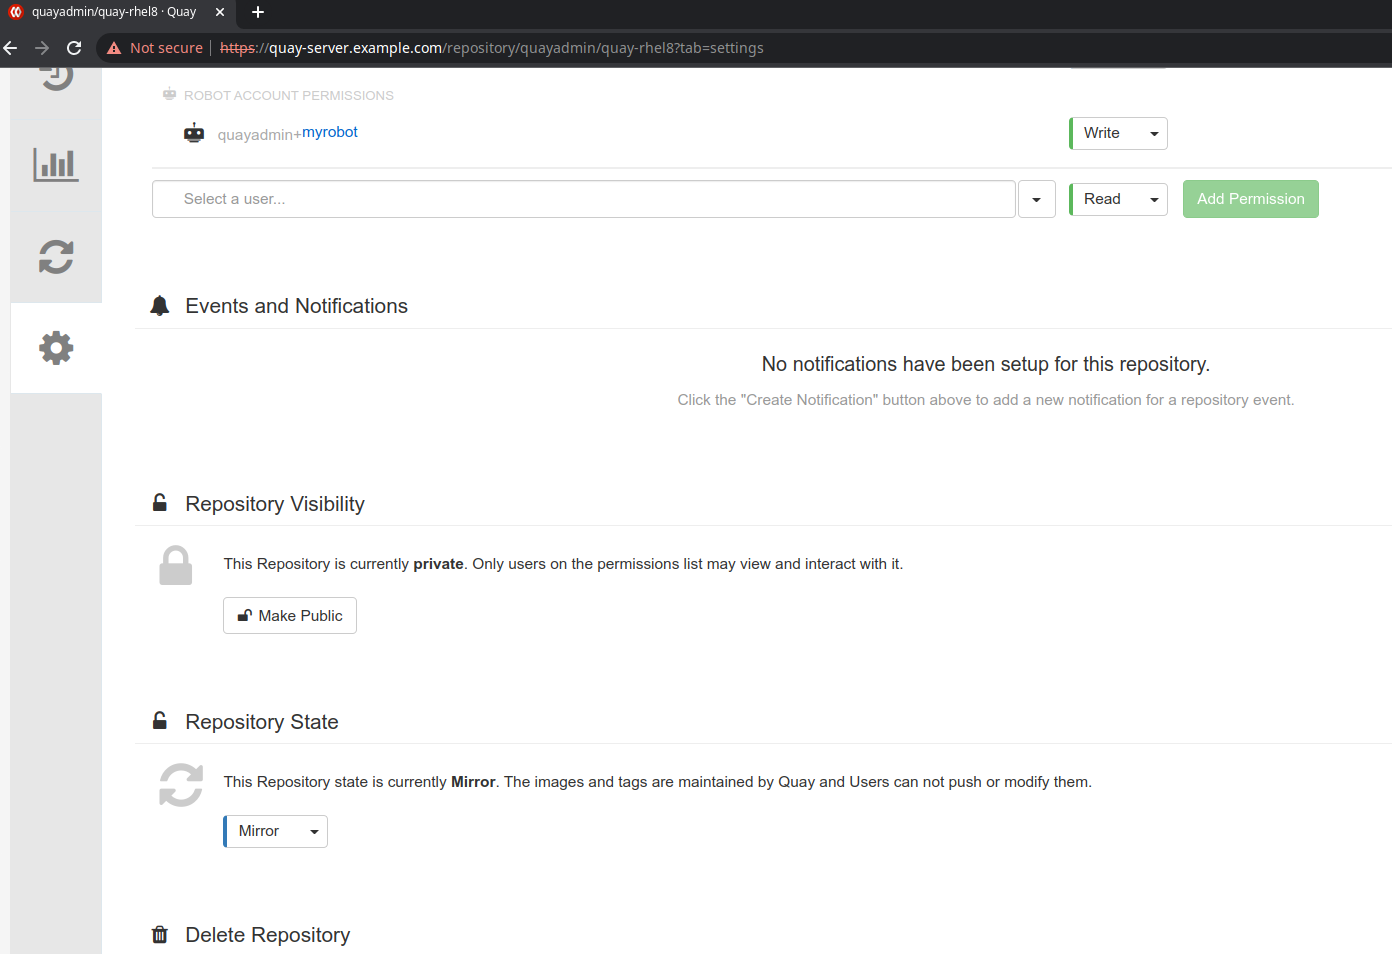 quayadmin/quay-rhel8 · Quay
Not secure | https://quay-server.example.com/repository/quayadmin/quay-rhel8?tab=settings
ROBOT ACCOUNT PERMISSIONS
quayadmin+myrobot Write
Select a user... Read Add Permission
Events and Notifications
No notifications have been setup for this repository.
Click the "Create Notification" button above to add a new notification for a repository event.
Repository Visibility
This Repository is currently private. Only users on the permissions list may view and interact with it.
Make Public
Repository State
This Repository state is currently Mirror. The images and tags are maintained by Quay and Users can not push or modify them.
Mirror
Delete Repository